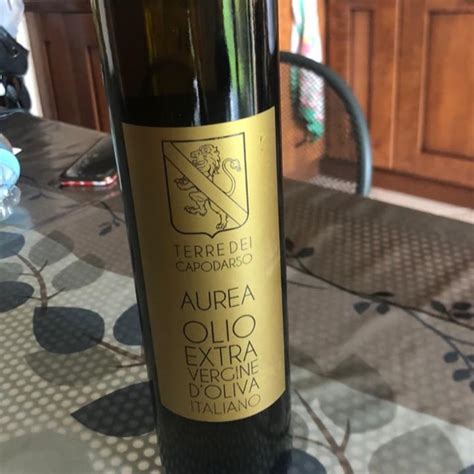 TERRE DEI
CAPODARSO
AUREA
OLIO
EXTRA
VERGINE
D'OLIVA
ITALIANO